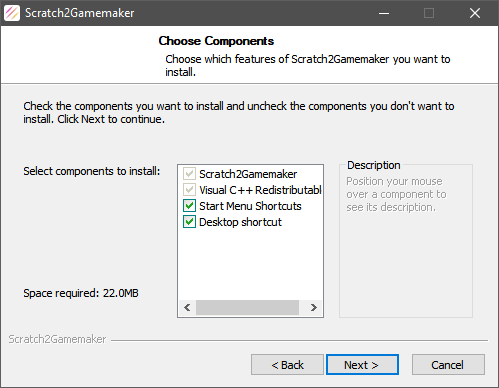 Scratch2Gamemaker
Choose Components
Choose which features of Scratch2Gamemaker you want to
install.
Check the components you want to install and uncheck the components you don't want to
install. Click Next to continue.
Select components to install:
Scratch2Gamemaker
Visual C++ Redistributabl
Start Menu Shortcuts
Desktop shortcut
Description
Position your mouse
over a component to
see its description.
Space required: 22.0MB
Scratch2Gamemaker
< Back
Next >
Cancel